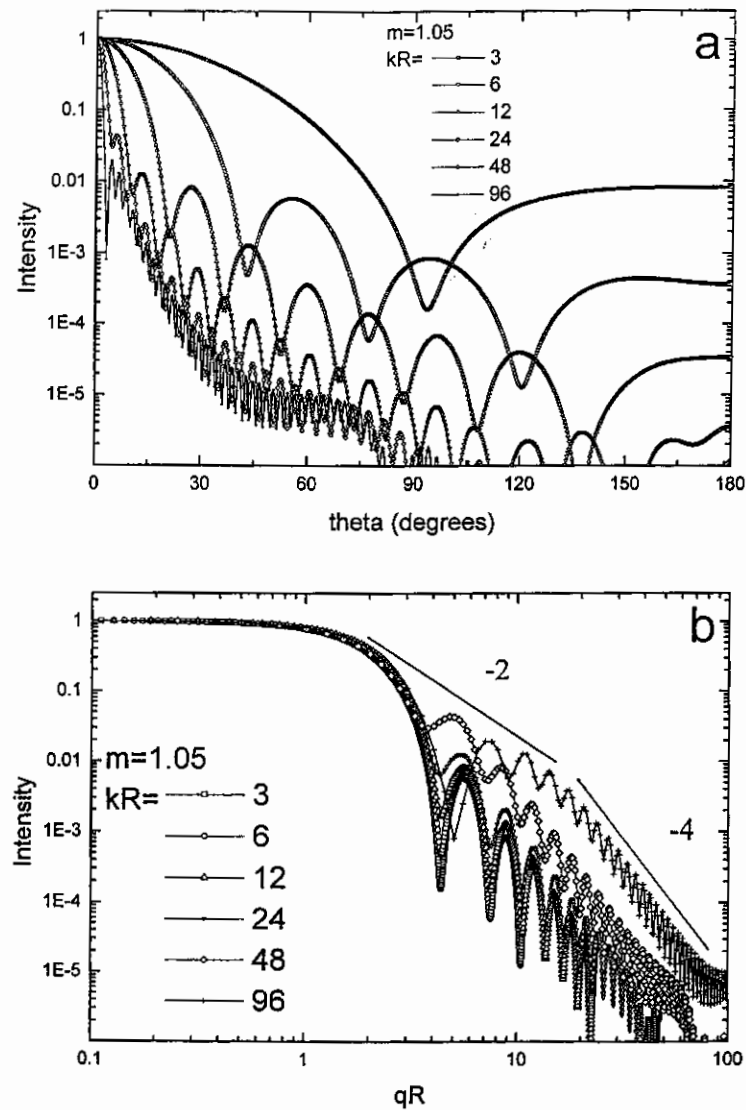 a
m=1.05
kR=
3
6
12
24
48
96
1
0.1
0.01
1E-3
1E-4
1E-5
Intensity
0
30
60
90
120
150
180
theta (degrees)
b
-2
-4
m=1.05
kR=
3
6
12
24
48
96
1
0.1
0.01
1E-3
1E-4
1E-5
Intensity
0.1
1
10
100
qR